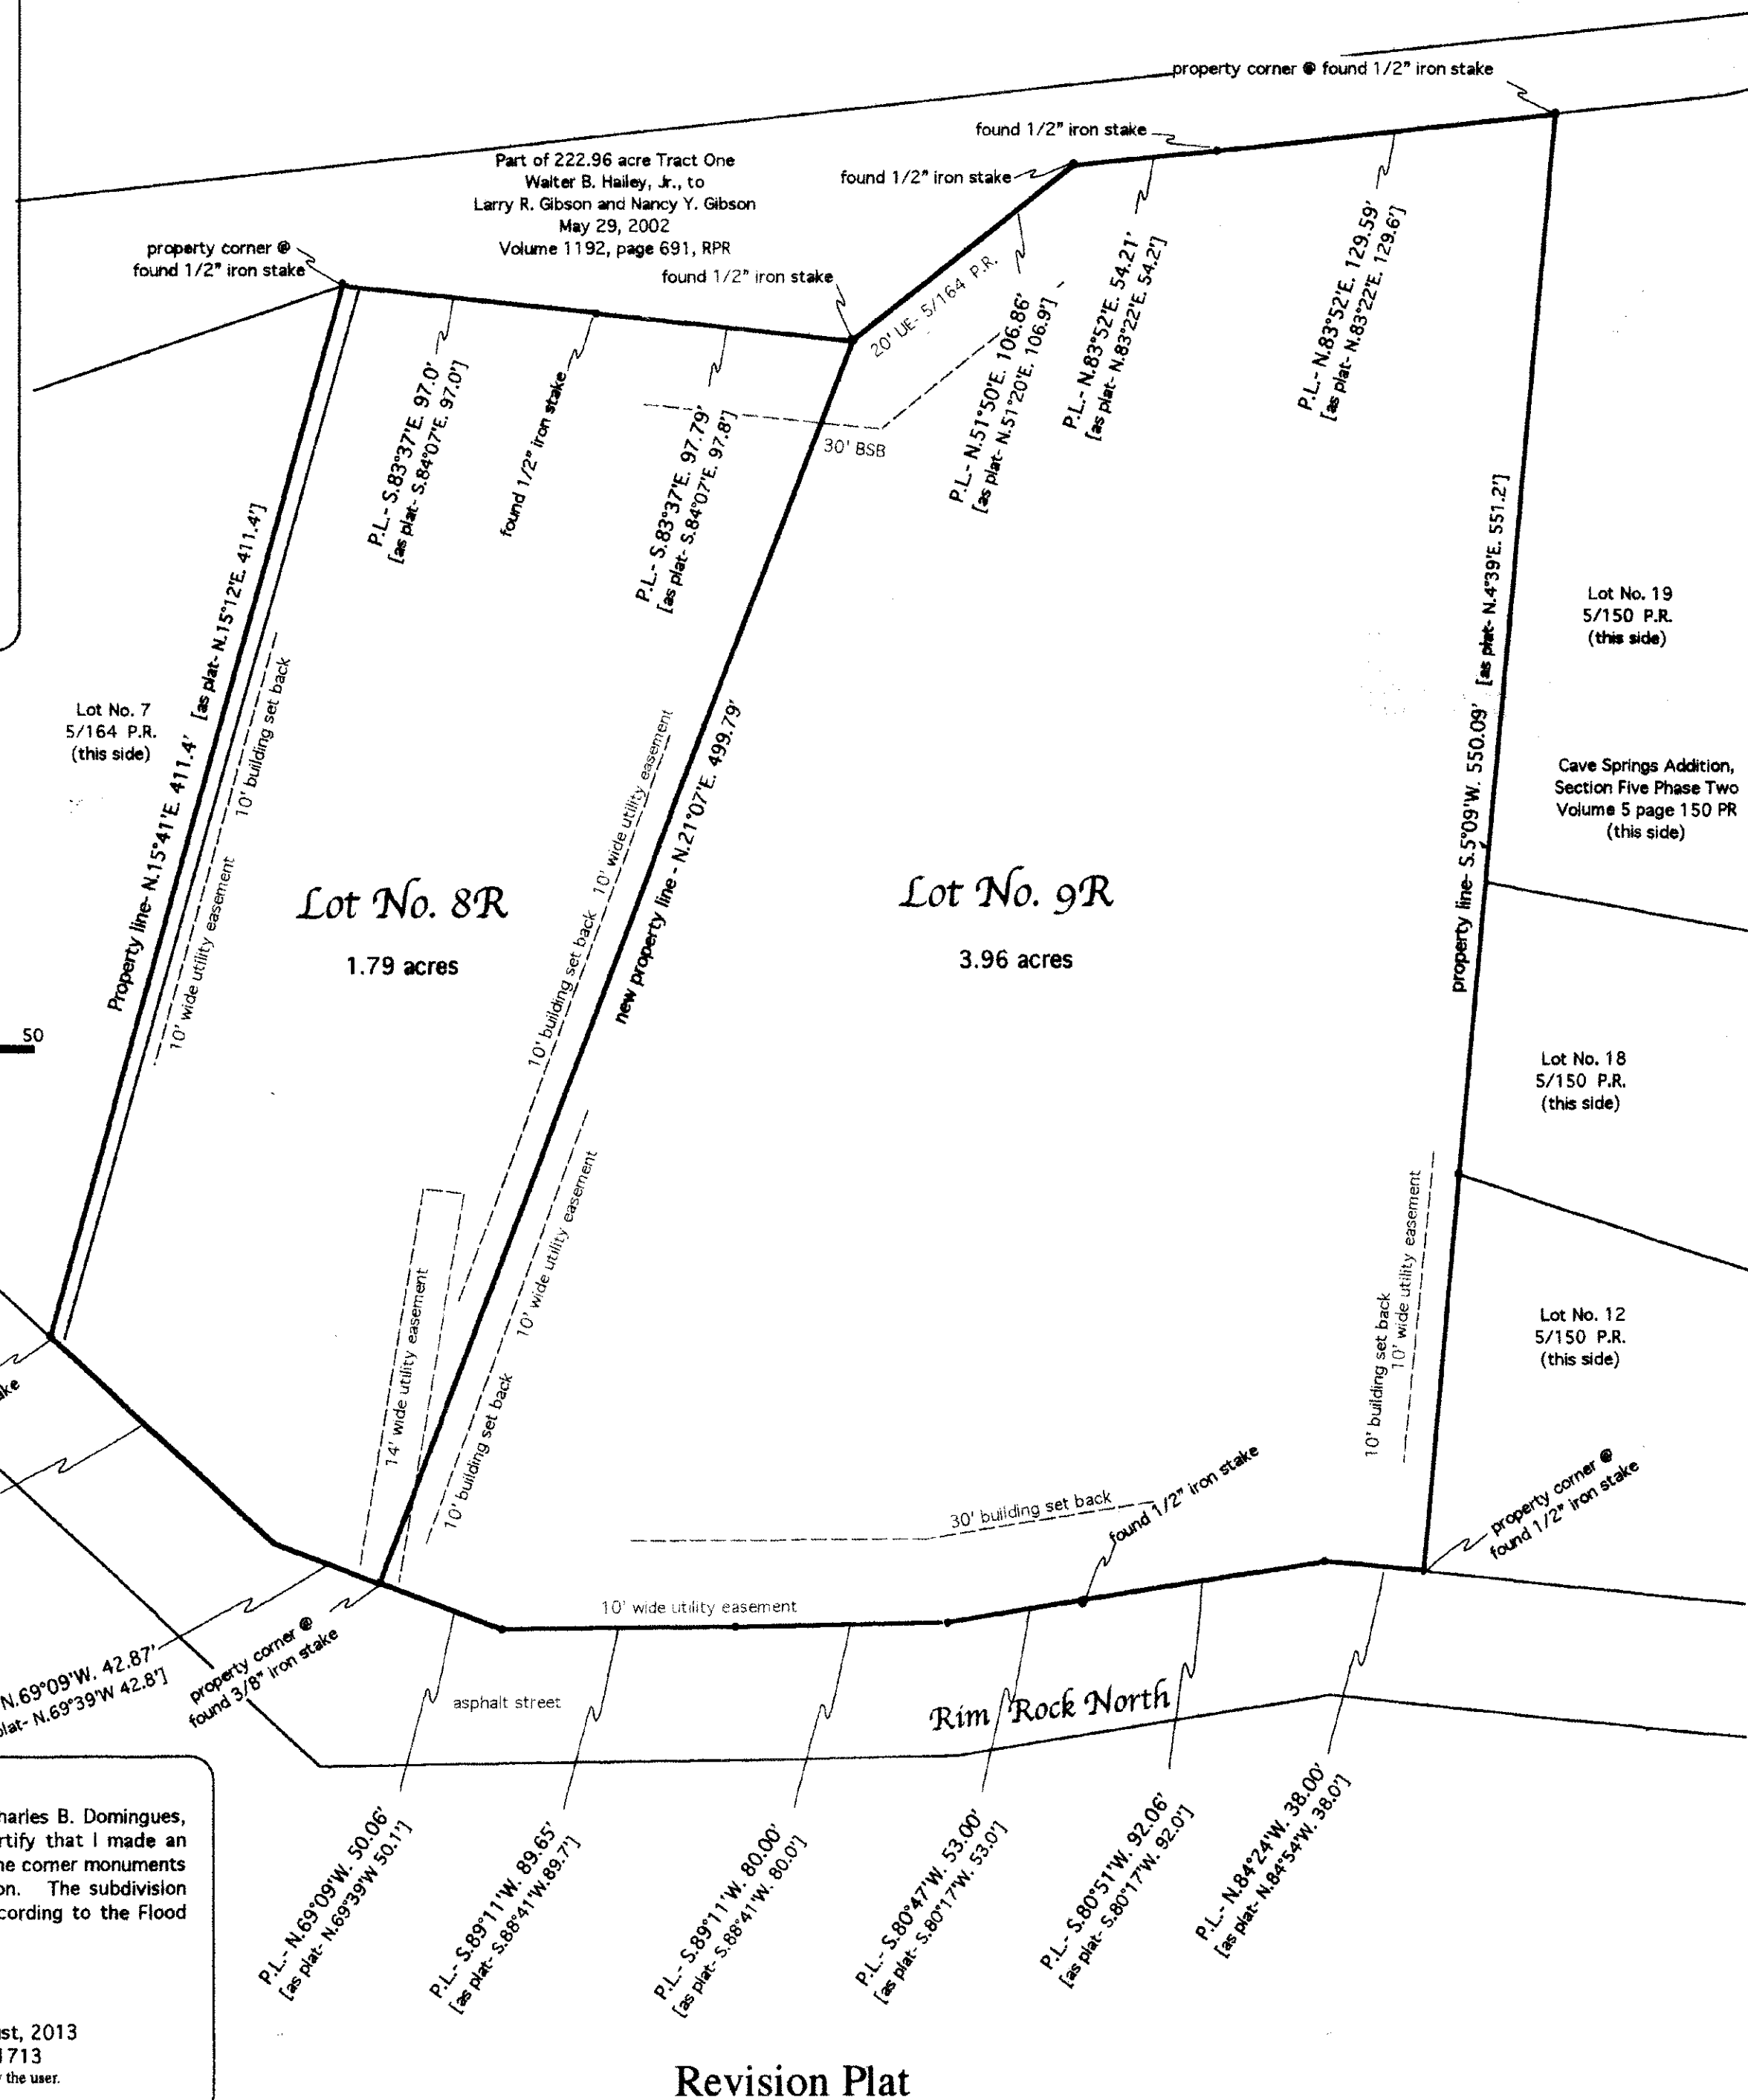 property corner @ found 1/2" iron stake
found 1/2" iron stake
found 1/2" iron stake
Part of 222.96 acre Tract One
Walter B. Hailey, Jr., to
Larry R. Gibson and Nancy Y. Gibson
May 29, 2002
Volume 1192, page 691, RPR
property corner @
found 1/2" iron stake
found 1/2" iron stake
20' UE- 5/164 P.R.
30' BSB
P.L.- S.83°37'E. 97.0'
[as plat- S.84°07'E. 97.0']
found 1/2" iron stake
P.L.- S.83°37'E. 97.79'
[as plat- S.84°07'E. 97.8']
P.L.- N.51°50'E. 106.86'
[as plat- N.51°20'E. 106.9']
P.L.- N.83°52'E. 54.21'
[as plat- N.83°22'E. 54.2']
P.L.- N.83°52'E. 129.59'
[as plat- N.83°22'E. 129.6']
Lot No. 7
5/164 P.R.
(this side)
Property line- N.15°41'E. 411.4' [as plat- N.15°12'E. 411.4']
10' wide utility easement
10' building set back
Lot No. 8R
1.79 acres
10' building set back
10' wide utility easement
new property line - N.21°07'E. 499.79'
Lot No. 9R
3.96 acres
property line- S.5°09'W. 550.09' [as plat- N.4°39'E. 551.2']
Lot No. 19
5/150 P.R.
(this side)
Cave Springs Addition,
Section Five Phase Two
Volume 5 page 150 PR
(this side)
50
Lot No. 18
5/150 P.R.
(this side)
Lot No. 12
5/150 P.R.
(this side)
14' wide utility easement
10' building set back
10' wide utility easement
10' building set back
10' wide utility easement
30' building set back
found 1/2" iron stake
property corner @
found 1/2" iron stake
10' wide utility easement
asphalt street
Rim Rock North
N.69°09'W. 42.87'
plat- N.69°39'W 42.8']
property corner @
found 3/8" iron stake
P.L.- N.69°09'W. 50.06'
[as plat- N.69°39'W 50.1']
P.L.- S.89°11'W. 89.65'
[as plat- S.88°41'W.89.7']
P.L.- S.89°11'W. 80.00'
[as plat- S.88°41'W. 80.0']
P.L.- S.80°47'W. 53.00'
[as plat- S.80°17'W. 53.0']
P.L.- S.80°51'W. 92.06'
[as plat- S.80°17'W. 92.0']
P.L.- N.84°24'W. 38.00'
[as plat- N.84°54'W. 38.0']
harles B. Domingues,
rtify that I made an
ne corner monuments
on. The subdivision
cording to the Flood
st, 2013
1713
the user.
Revision Plat